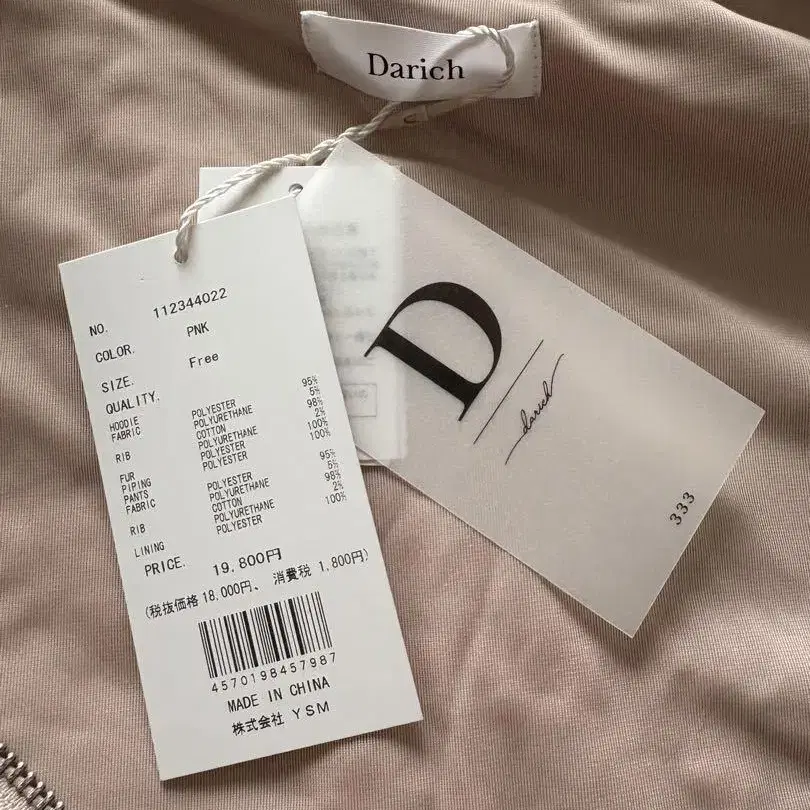 Darich
NO. 112344022
COLOR. PNK
SIZE. Free
QUALITY.
HOODIE
FABRIC POLYESTER 95%
POLYURETHANE 5%
RIB COTTON 98%
POLYURETHANE 2%
FUR POLYESTER 100%
PIPING POLYESTER 100%
PANTS
FABRIC POLYESTER 95%
POLYURETHANE 5%
RIB COTTON 98%
POLYURETHANE 2%
LINING POLYESTER 100%
PRICE. 19,800円
(税抜価格18,000円、 消費税 1,800円)
4570198457987
MADE IN CHINA
株式会社 YSM
D
darich
333